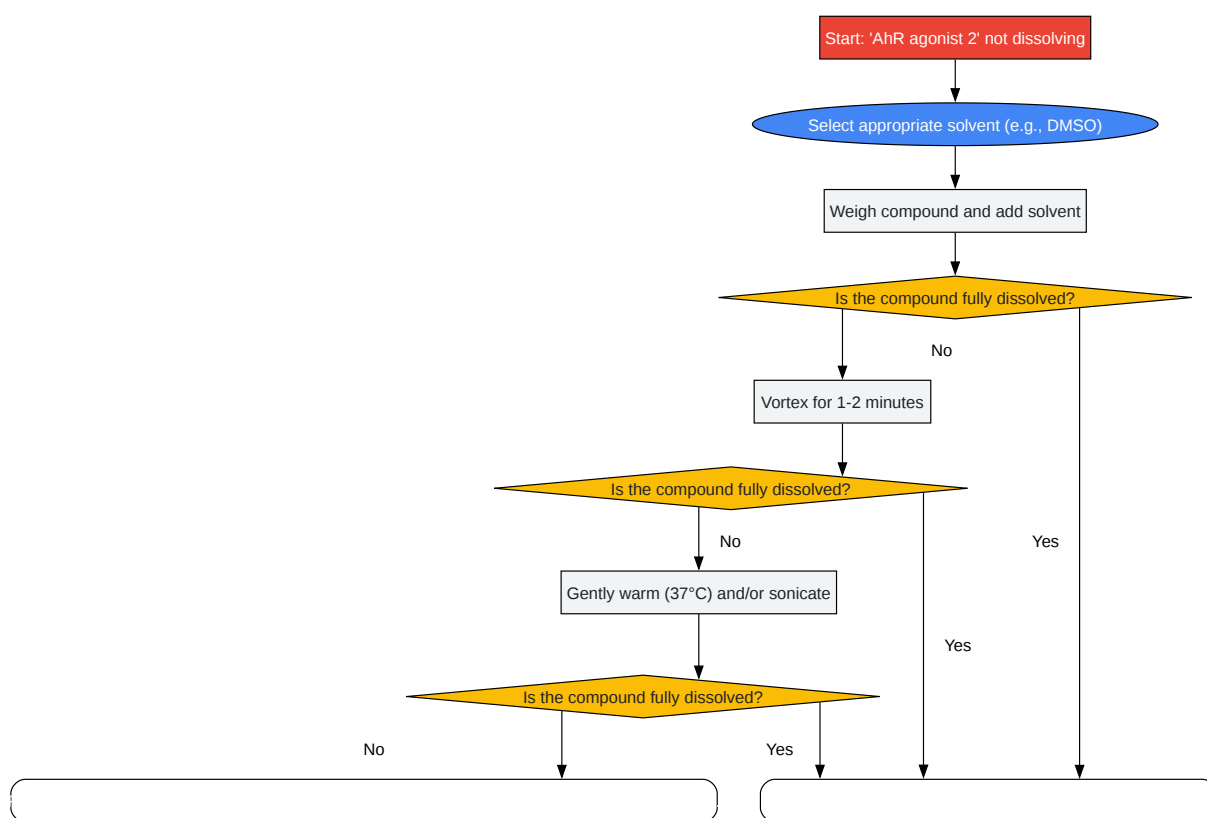 Start: 'AhR agonist 2' not dissolving
Select appropriate solvent (e.g., DMSO)
Weigh compound and add solvent
Is the compound fully dissolved?
No
Vortex for 1-2 minutes
Is the compound fully dissolved?
No
Yes
Gently warm (37°C) and/or sonicate
Yes
Is the compound fully dissolved?
No
Yes